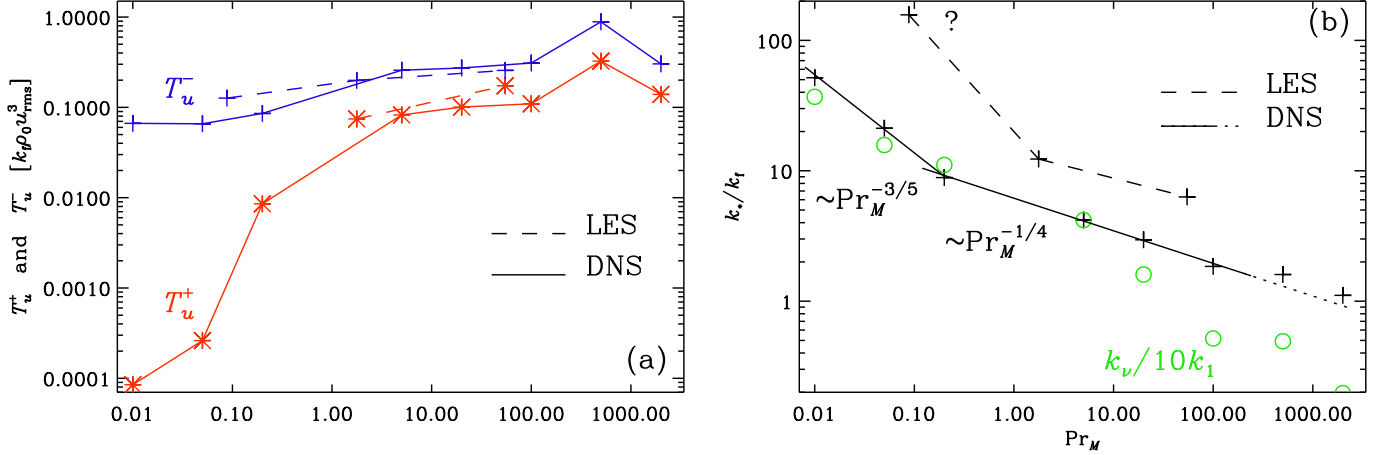 (a)
T_u^+ and T_u^- [k_f ρ_0 u_rms^3]
1.0000
0.1000
0.0100
0.0010
0.0001
T_u^-
T_u^+
LES
DNS
0.01 0.10 1.00 10.00 100.00 1000.00
(b)
k_*/k_f
100
10
1
?
LES
DNS
~Pr_M^{-3/5}
~Pr_M^{-1/4}
k_ν/10k_1
0.01 0.10 1.00 10.00 100.00 1000.00
Pr_M